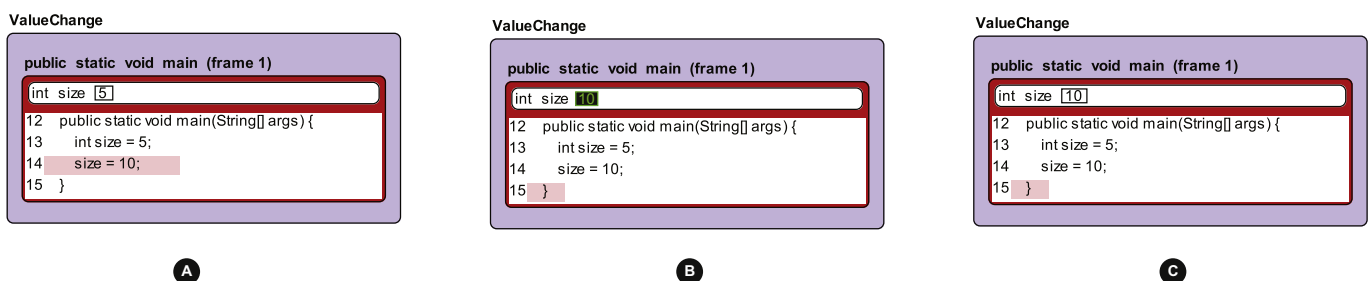 ValueChange
public static void main (frame 1)
int size 5
12 public static void main(String[] args) {
13 int size = 5;
14 size = 10;
15 }
A
ValueChange
public static void main (frame 1)
int size 10
12 public static void main(String[] args) {
13 int size = 5;
14 size = 10;
15 }
B
ValueChange
public static void main (frame 1)
int size 10
12 public static void main(String[] args) {
13 int size = 5;
14 size = 10;
15 }
C